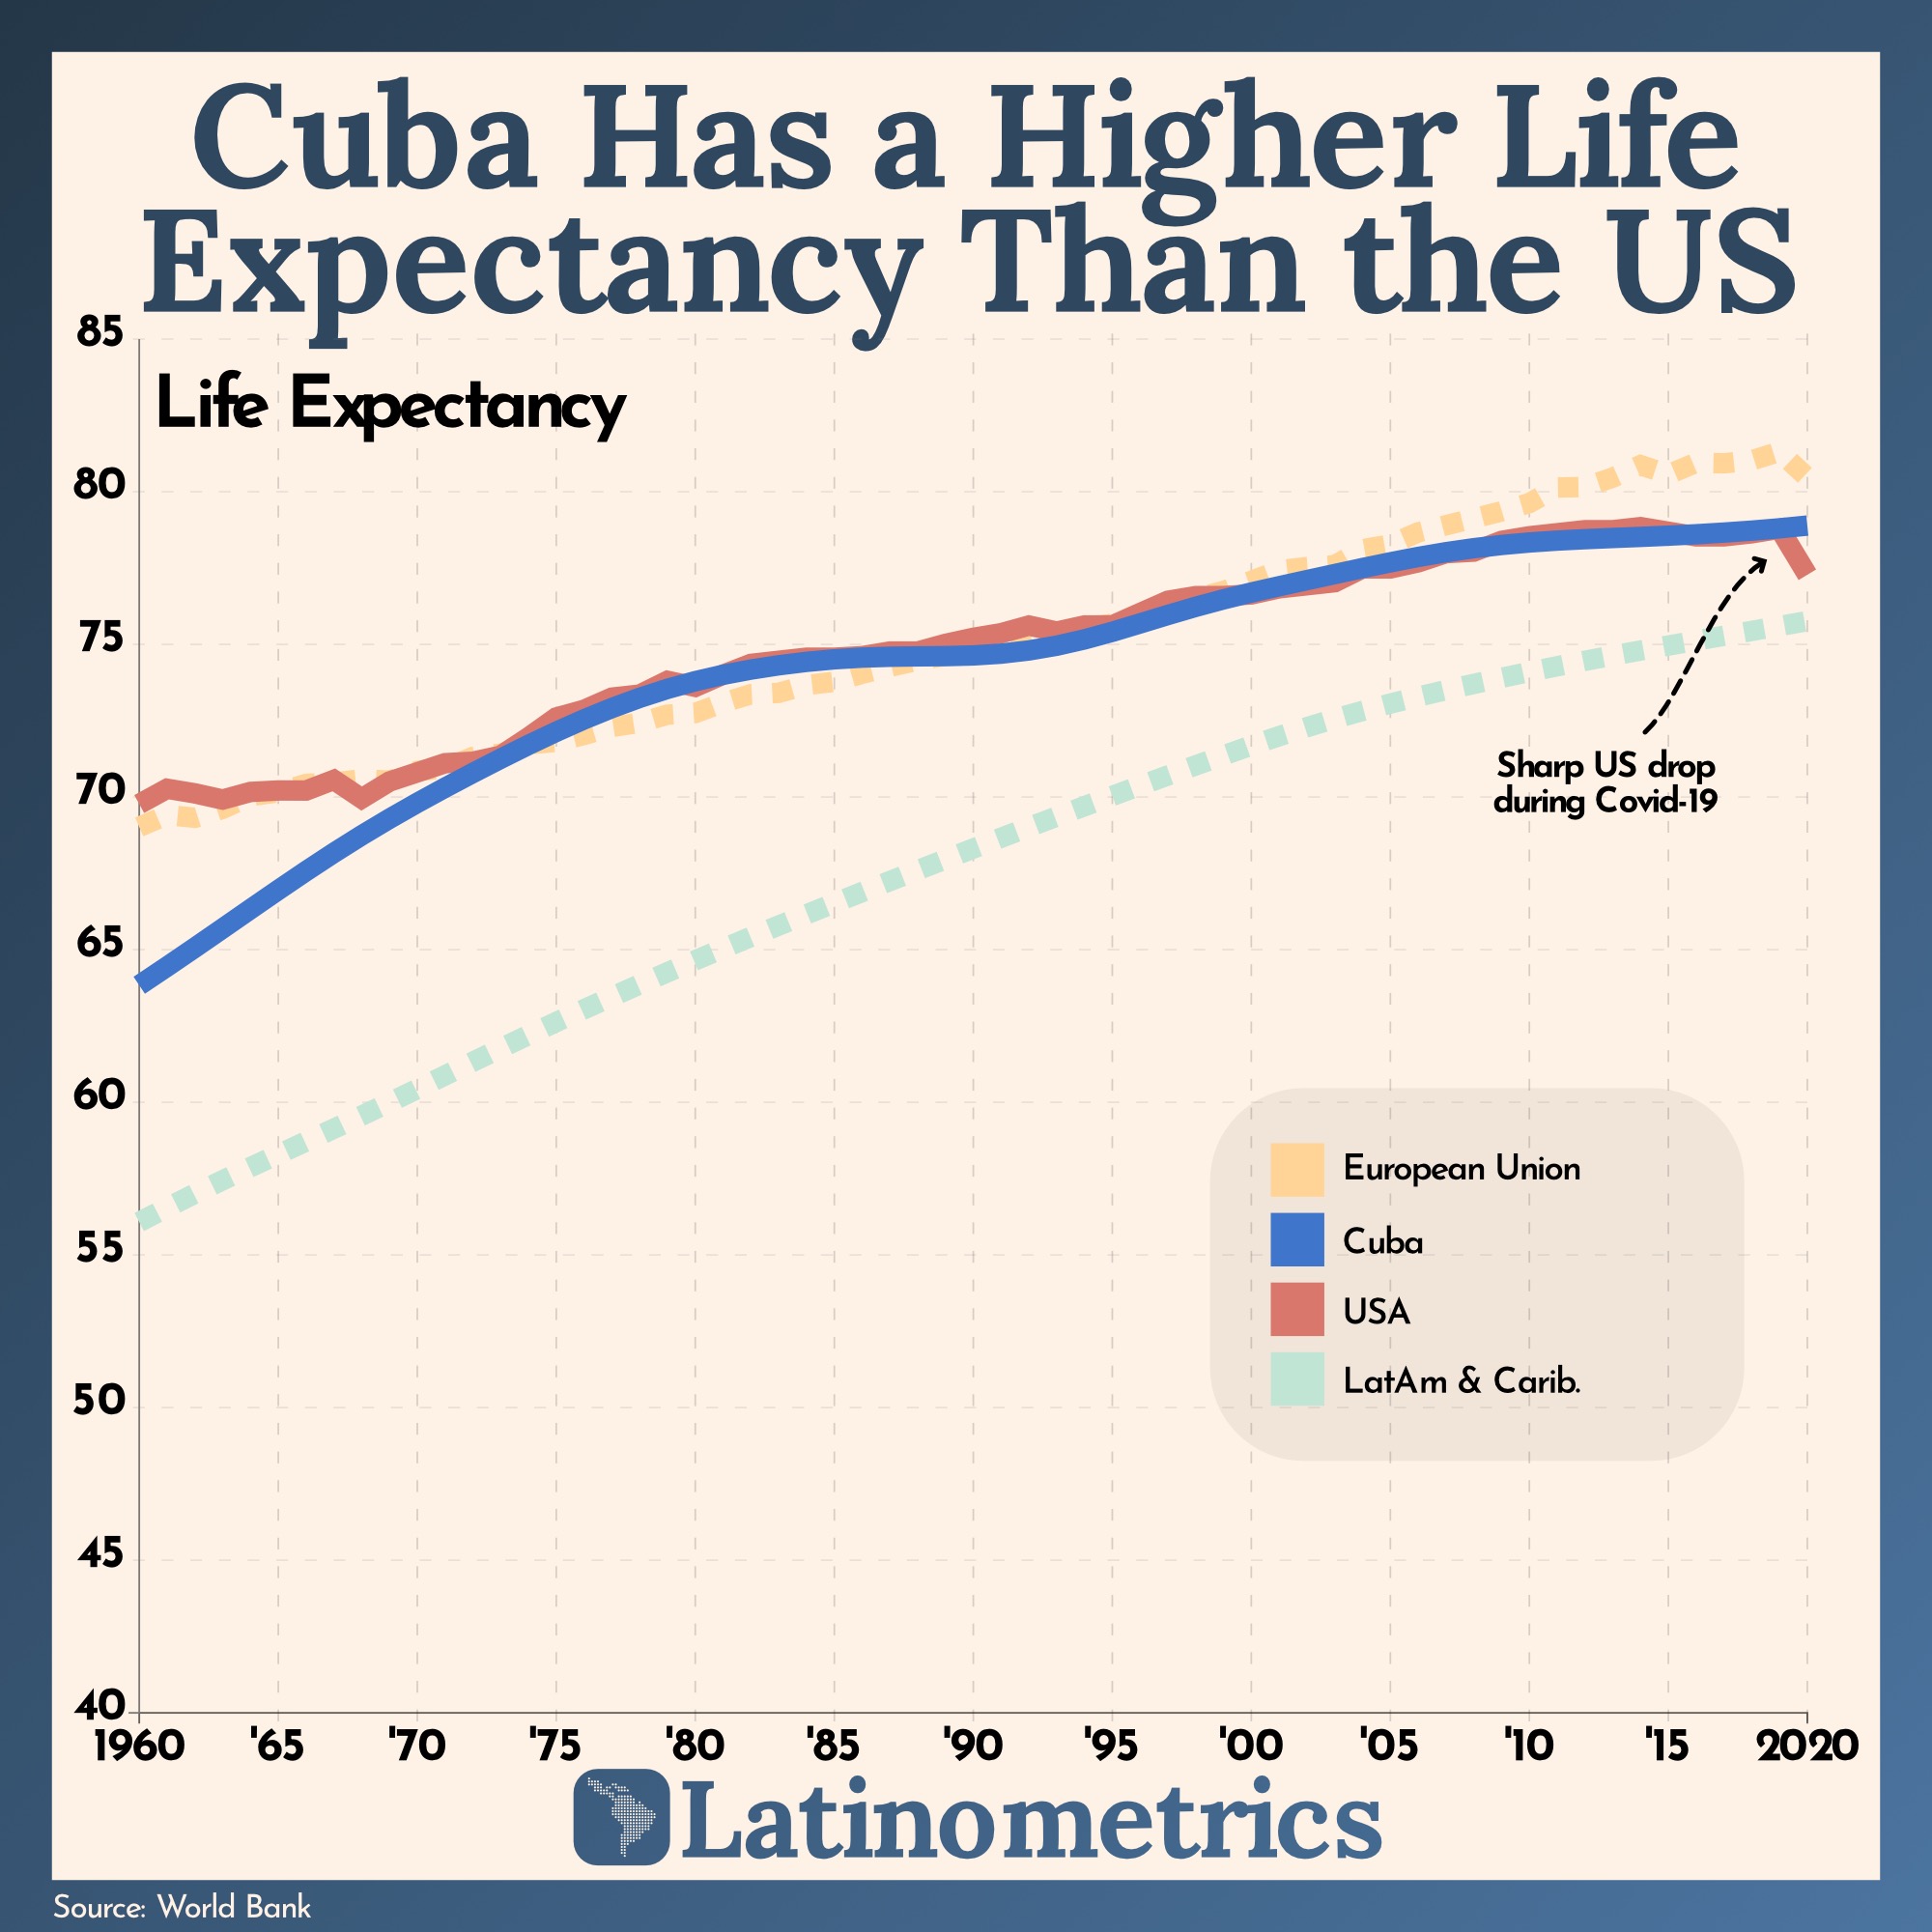 Cuba Has a Higher Life
Expectancy Than the US
85
Life Expectancy
80
75
70
Sharp US drop
during Covid-19
65
60
European Union
55
Cuba
USA
LatAm & Carib.
50
45
40
1960 '65 '70 '75 '80 '85 '90 '95 '00 '05 '10 '15 2020
Latinometrics
Source: World Bank